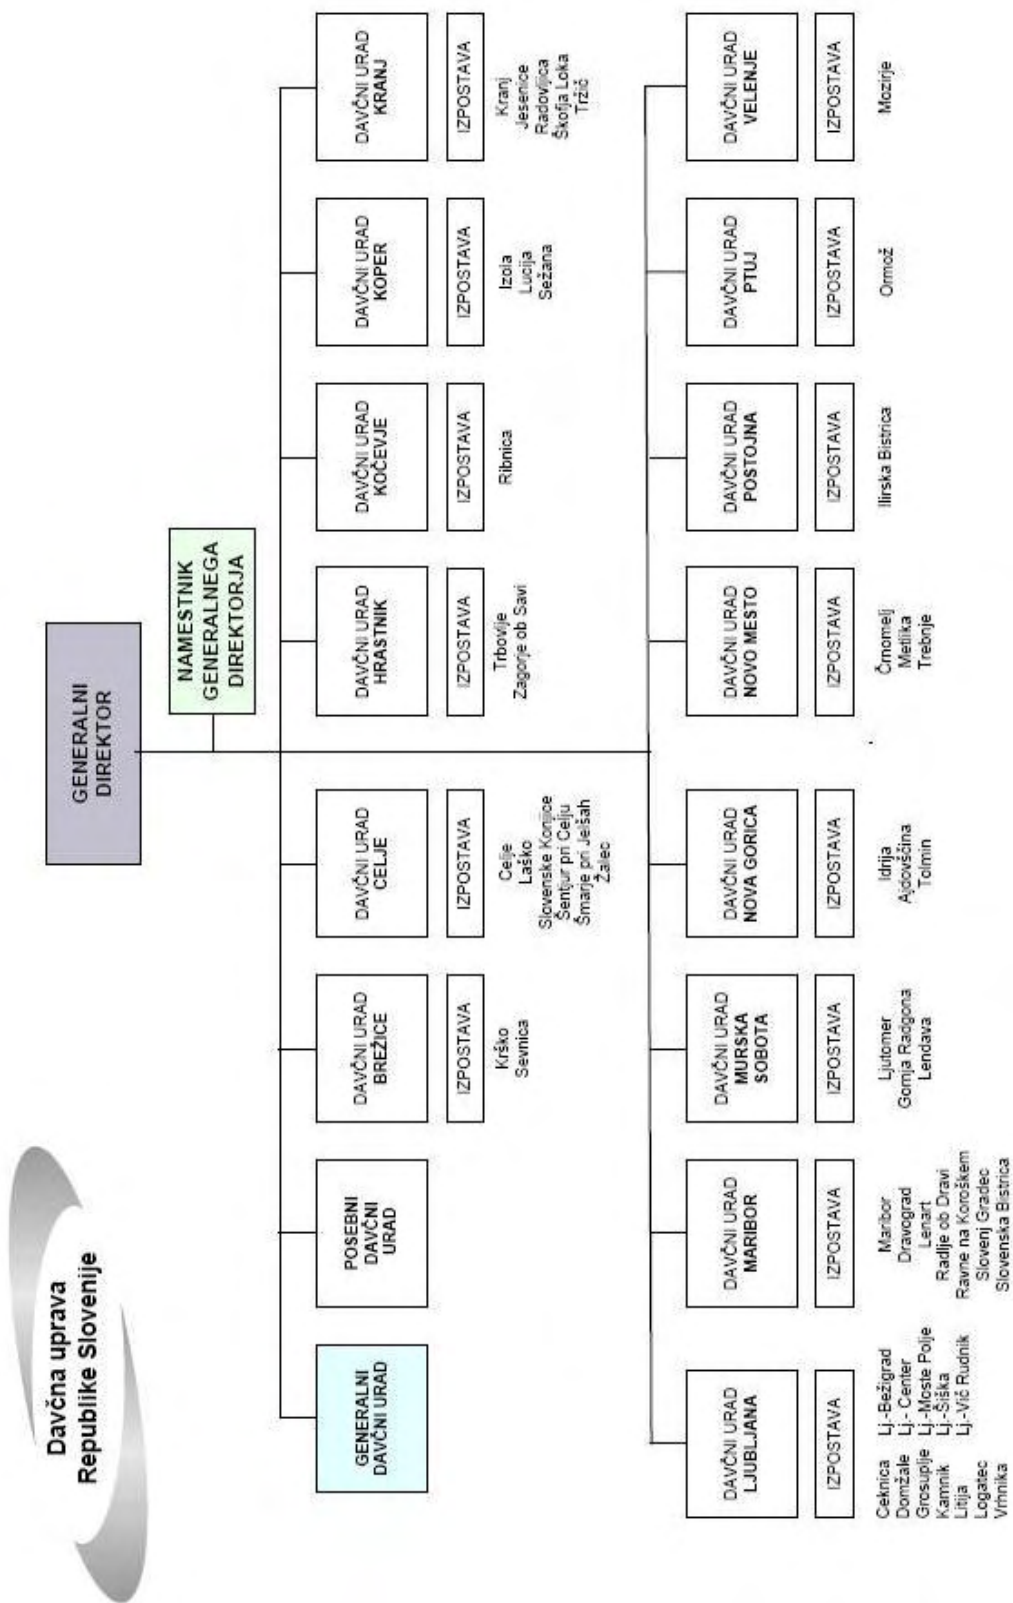 Davčna uprava
Republike Slovenije
GENERALNI
DIREKTOR
NAMESTNIK
GENERALNEGA
DIREKTORJA
GENERALNI
DAVČNI URAD
POSEBNI
DAVČNI
URAD
DAVČNI URAD
BREŽICE
IZPOSTAVA
Krško
Sevnica
DAVČNI URAD
CELJE
IZPOSTAVA
Celje
Laško
Slovenske Konjice
Šentjur pri Celju
Šmarje pri Jelšah
Žalec
DAVČNI URAD
HRASTNIK
IZPOSTAVA
Trbovlje
Zagorje ob Savi
DAVČNI URAD
KOČEVJE
IZPOSTAVA
Ribnica
DAVČNI URAD
KOPER
IZPOSTAVA
Izola
Lucija
Sežana
DAVČNI URAD
KRANJ
IZPOSTAVA
Kranj
Jesenice
Radovljica
Škofja Loka
Tržič
DAVČNI URAD
LJUBLJANA
IZPOSTAVA
Ceknica
Domžale
Grosuplje
Kamnik
Litija
Logatec
Vrhnika
Lj.-Bežigrad
Lj.- Center
Lj.-Moste Polje
Lj.-Šiška
Lj.-Vič Rudnik
DAVČNI URAD
MARIBOR
IZPOSTAVA
Maribor
Dravograd
Lenart
Radlje ob Dravi
Ravne na Koroškem
Slovenj Gradec
Slovenska Bistrica
DAVČNI URAD
MURSKA
SOBOTA
IZPOSTAVA
Ljutomer
Gornja Radgona
Lendava
DAVČNI URAD
NOVA GORICA
IZPOSTAVA
Idrija
Ajdovščina
Tolmin
DAVČNI URAD
NOVO MESTO
IZPOSTAVA
Črnomelj
Metlika
Trebnje
DAVČNI URAD
POSTOJNA
IZPOSTAVA
Ilirska Bistrica
DAVČNI URAD
PTUJ
IZPOSTAVA
Ormož
DAVČNI URAD
VELENJE
IZPOSTAVA
Mozirje